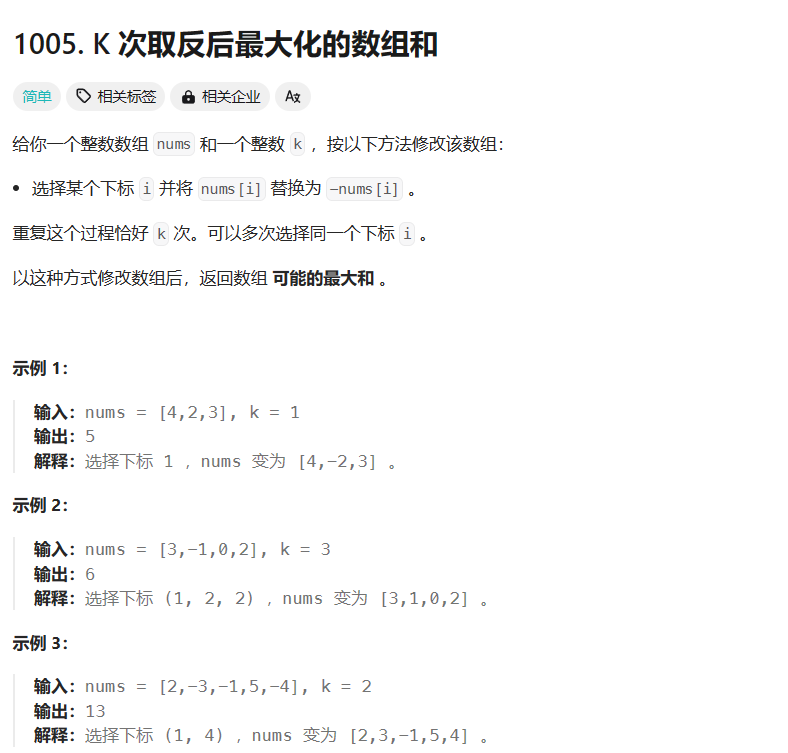 1005. K 次取反后最大化的数组和
简单 相关标签 相关企业 Aあ
给你一个整数数组 nums 和一个整数 k ，按以下方法修改该数组：
• 选择某个下标 i 并将 nums[i] 替换为 -nums[i] 。
重复这个过程恰好 k 次。可以多次选择同一个下标 i 。
以这种方式修改数组后，返回数组 可能的最大和 。
示例 1：
输入：nums = [4,2,3], k = 1
输出：5
解释：选择下标 1 ，nums 变为 [4,-2,3] 。
示例 2：
输入：nums = [3,-1,0,2], k = 3
输出：6
解释：选择下标 (1, 2, 2) ，nums 变为 [3,1,0,2] 。
示例 3：
输入：nums = [2,-3,-1,5,-4], k = 2
输出：13
解释：选择下标 (1, 4) ，nums 变为 [2,3,-1,5,4] 。